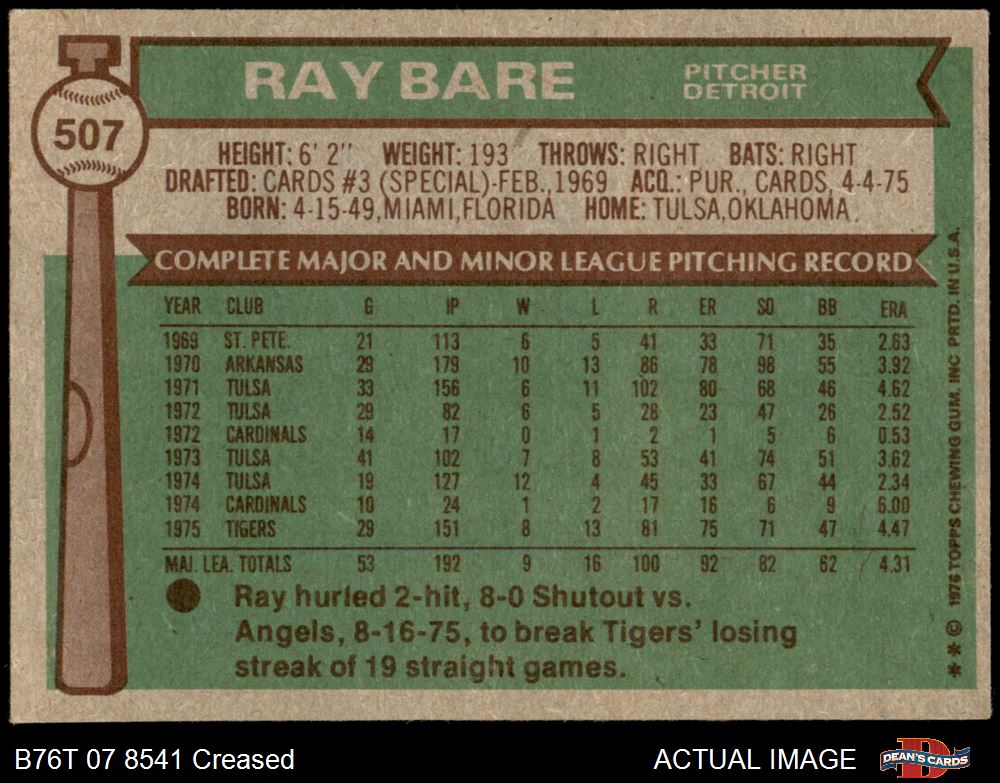 RAY BARE
PITCHER
DETROIT
507
HEIGHT: 6' 2" WEIGHT: 193 THROWS: RIGHT BATS: RIGHT
DRAFTED: CARDS #3 (SPECIAL)-FEB., 1969 ACQ.: PUR., CARDS, 4-4-75
BORN: 4-15-49, MIAMI, FLORIDA HOME: TULSA, OKLAHOMA
COMPLETE MAJOR AND MINOR LEAGUE PITCHING RECORD
YEAR CLUB G IP W L R ER SO BB ERA
1969 ST. PETE. 21 113 6 5 41 33 71 35 2.63
1970 ARKANSAS 29 179 10 13 86 78 98 55 3.92
1971 TULSA 33 156 6 11 102 80 68 46 4.62
1972 TULSA 29 82 6 5 28 23 47 26 2.52
1972 CARDINALS 14 17 0 1 2 1 5 6 0.53
1973 TULSA 41 102 7 8 53 41 74 51 3.62
1974 TULSA 19 127 12 4 45 33 67 44 2.34
1974 CARDINALS 10 24 1 2 17 16 6 9 6.00
1975 TIGERS 29 151 8 13 81 75 71 47 4.47
MAJ. LEA. TOTALS 53 192 9 16 100 92 82 62 4.31
Ray hurled 2-hit, 8-0 Shutout vs.
Angels, 8-16-75, to break Tigers' losing
streak of 19 straight games.
** © 1976 TOPPS CHEWING GUM, INC PRTD. IN U.S.A.
B76T 07 8541 Creased
ACTUAL IMAGE
D
DEAN'S CARDS